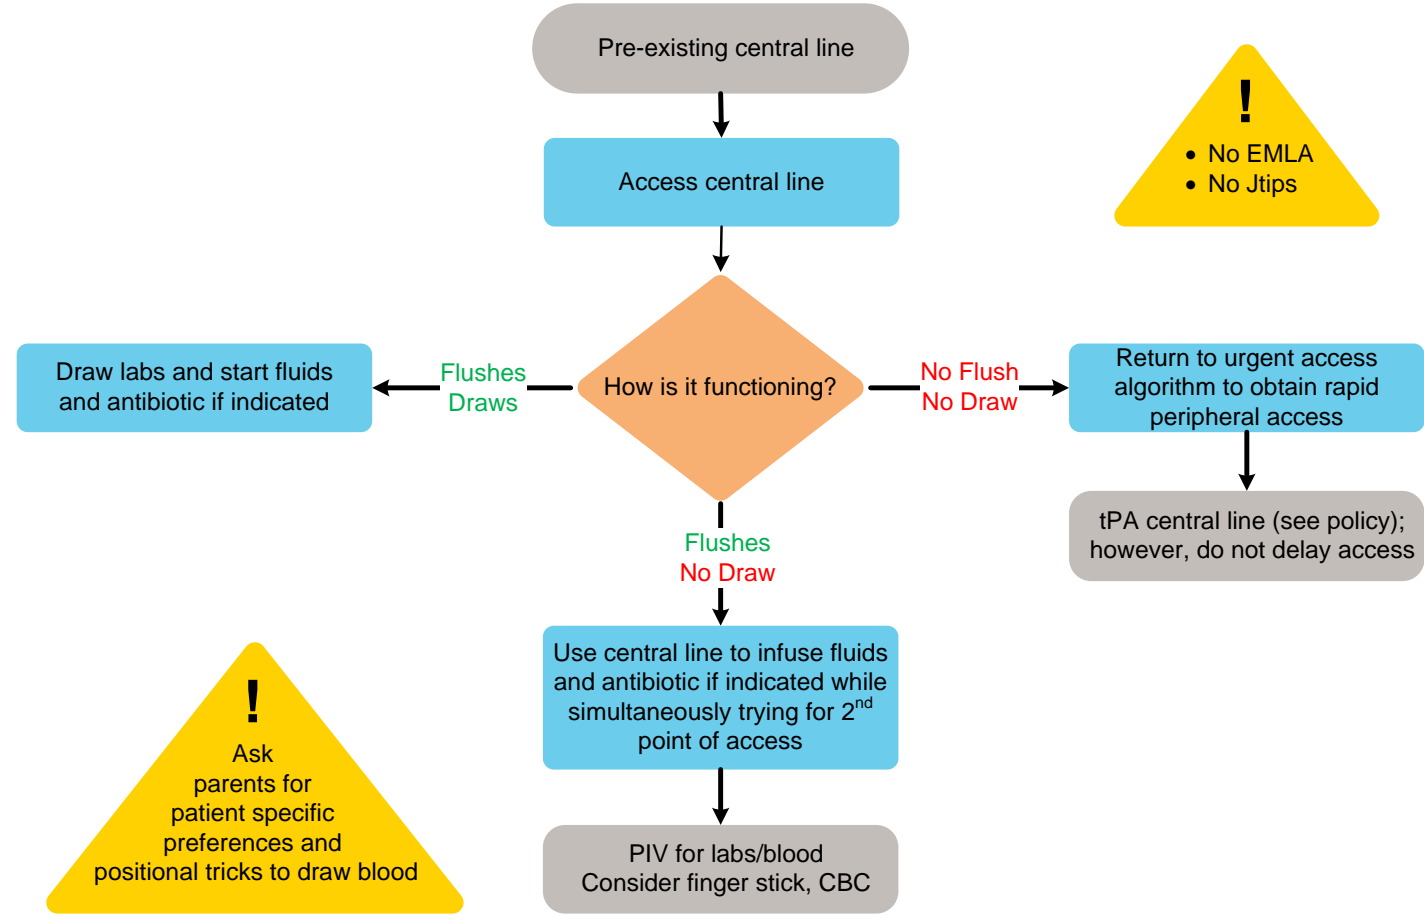 Pre-existing central line
!
• No EMLA
• No Jtips
Access central line
How is it functioning?
Flushes
Draws
Draw labs and start fluids
and antibiotic if indicated
No Flush
No Draw
Return to urgent access
algorithm to obtain rapid
peripheral access
tPA central line (see policy);
however, do not delay access
Flushes
No Draw
Use central line to infuse fluids
and antibiotic if indicated while
simultaneously trying for 2nd
point of access
PIV for labs/blood
Consider finger stick, CBC
!
Ask
parents for
patient specific
preferences and
positional tricks to draw blood